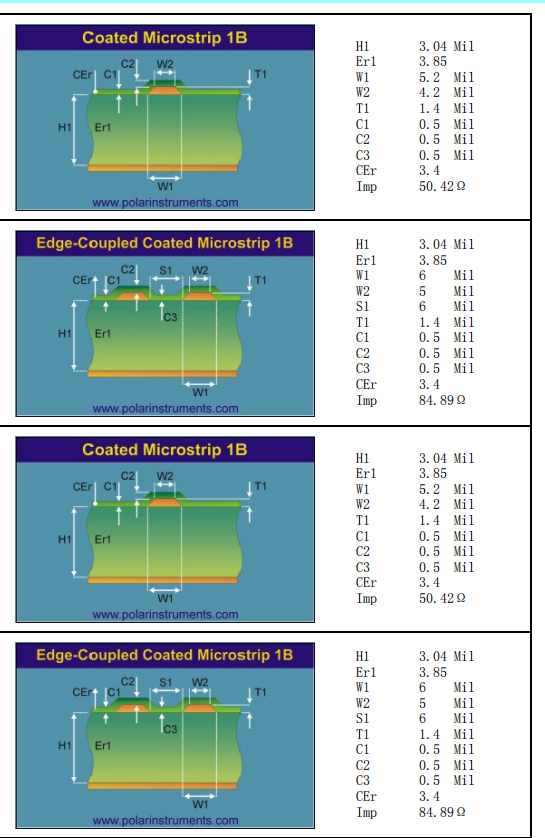 Coated Microstrip 1B
C2 W2
CEr C1 T1
H1 Er1
W1
www.polarinstruments.com
H1 3.04 Mil
Er1 3.85
W1 5.2 Mil
W2 4.2 Mil
T1 1.4 Mil
C1 0.5 Mil
C2 0.5 Mil
C3 0.5 Mil
CEr 3.4
Imp 50.42Ω
Edge-Coupled Coated Microstrip 1B
C2 S1 W2
CEr C1 T1
C3
H1 Er1
W1
www.polarinstruments.com
H1 3.04 Mil
Er1 3.85
W1 6 Mil
W2 5 Mil
S1 6 Mil
T1 1.4 Mil
C1 0.5 Mil
C2 0.5 Mil
C3 0.5 Mil
CEr 3.4
Imp 84.89Ω
Coated Microstrip 1B
C2 W2
CEr C1 T1
H1 Er1
W1
www.polarinstruments.com
H1 3.04 Mil
Er1 3.85
W1 5.2 Mil
W2 4.2 Mil
T1 1.4 Mil
C1 0.5 Mil
C2 0.5 Mil
C3 0.5 Mil
CEr 3.4
Imp 50.42Ω
Edge-Coupled Coated Microstrip 1B
C2 S1 W2
CEr C1 T1
C3
H1 Er1
W1
www.polarinstruments.com
H1 3.04 Mil
Er1 3.85
W1 6 Mil
W2 5 Mil
S1 6 Mil
T1 1.4 Mil
C1 0.5 Mil
C2 0.5 Mil
C3 0.5 Mil
CEr 3.4
Imp 84.89Ω